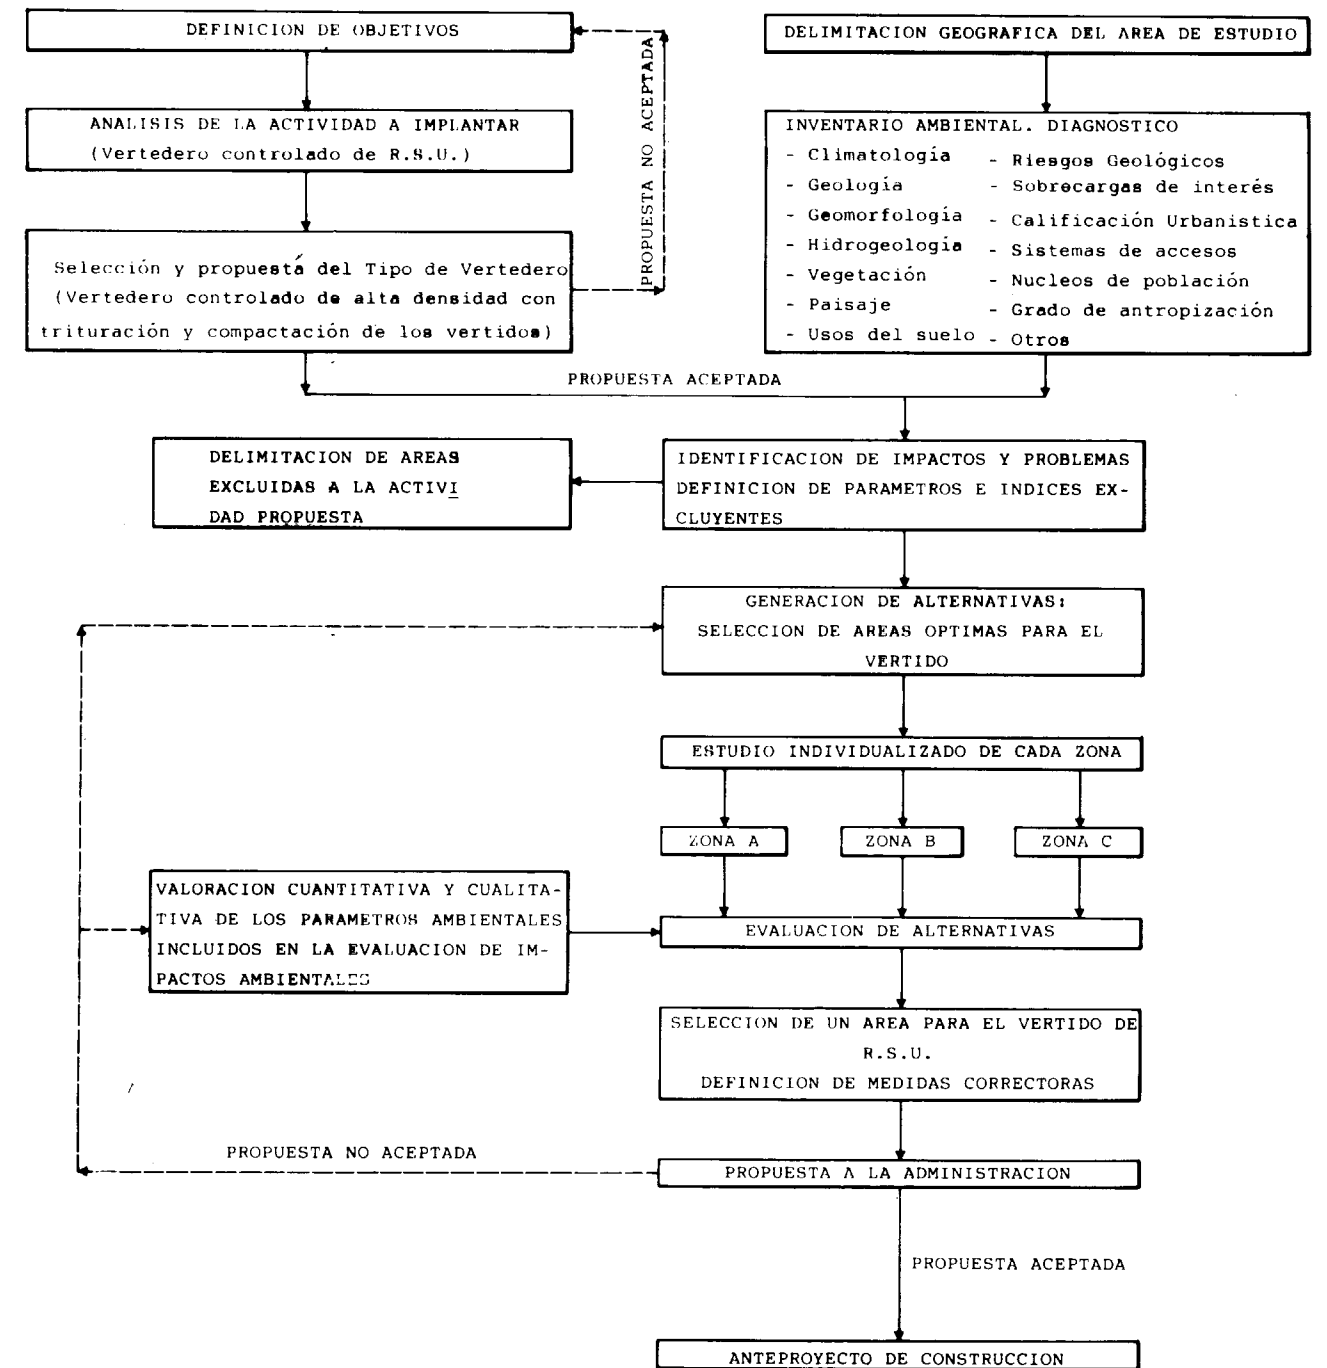 DEFINICION DE OBJETIVOS
ANALISIS DE LA ACTIVIDAD A IMPLANTAR
(Vertedero controlado de R.S.U.)
Selección y propuesta del Tipo de Vertedero
(Vertedero controlado de alta densidad con
trituración y compactación de los vertidos)
PROPUESTA NO ACEPTADA
DELIMITACION GEOGRAFICA DEL AREA DE ESTUDIO
INVENTARIO AMBIENTAL. DIAGNOSTICO
- Climatología
- Geología
- Geomorfología
- Hidrogeología
- Vegetación
- Paisaje
- Usos del suelo
- Riesgos Geológicos
- Sobrecargas de interés
- Calificación Urbanistica
- Sistemas de accesos
- Nucleos de población
- Grado de antropización
- Otros
PROPUESTA ACEPTADA
DELIMITACION DE AREAS
EXCLUIDAS A LA ACTIVI
DAD PROPUESTA
IDENTIFICACION DE IMPACTOS Y PROBLEMAS
DEFINICION DE PARAMETROS E INDICES EX-
CLUYENTES
GENERACION DE ALTERNATIVAS:
SELECCION DE AREAS OPTIMAS PARA EL
VERTIDO
ESTUDIO INDIVIDUALIZADO DE CADA ZONA
ZONA A
ZONA B
ZONA C
VALORACION CUANTITATIVA Y CUALITA-
TIVA DE LOS PARAMETROS AMBIENTALES
INCLUIDOS EN LA EVALUACION DE IM-
PACTOS AMBIENTALES
EVALUACION DE ALTERNATIVAS
SELECCION DE UN AREA PARA EL VERTIDO DE
R.S.U.
DEFINICION DE MEDIDAS CORRECTORAS
PROPUESTA NO ACEPTADA
PROPUESTA A LA ADMINISTRACION
PROPUESTA ACEPTADA
ANTEPROYECTO DE CONSTRUCCION